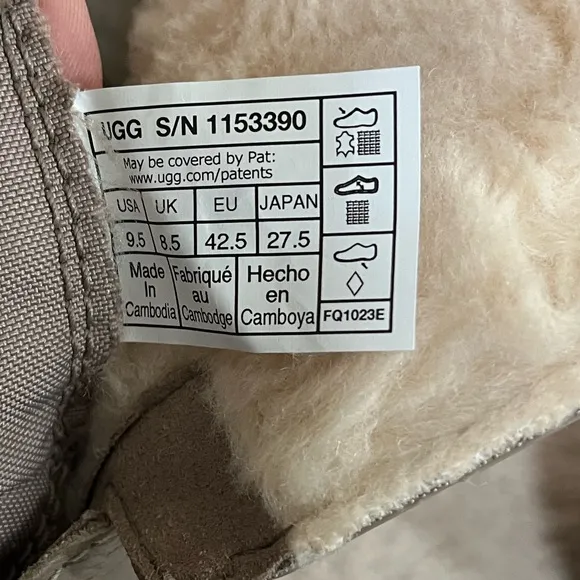 UGG S/N 1153390
May be covered by Pat:
www.ugg.com/patents
USA UK EU JAPAN
9.5 8.5 42.5 27.5
Made Fabriqué Hecho
In au en
Cambodia Cambodge Camboya
FQ1023E